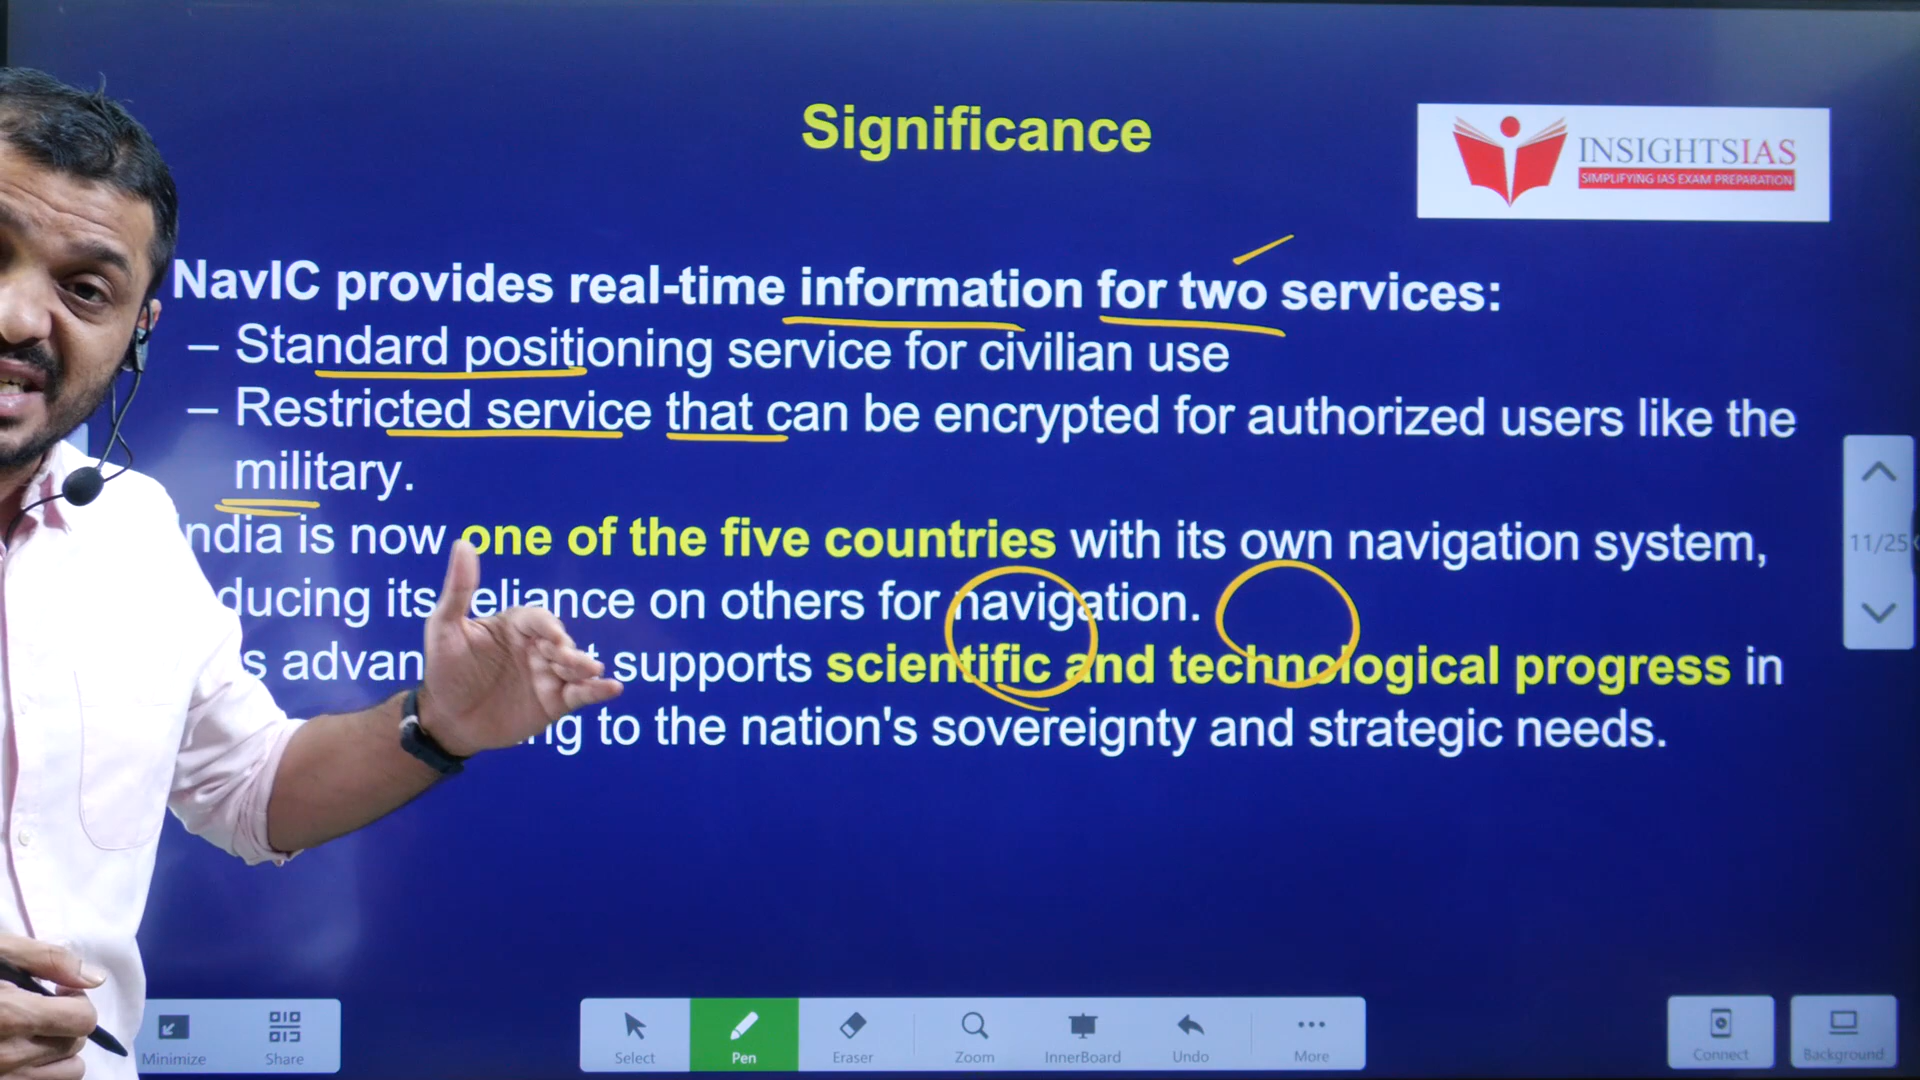 Significance
INSIGHTSIAS
SIMPLIFYING IAS EXAM PREPARATION
NavIC provides real-time information for two services:
– Standard positioning service for civilian use
– Restricted service that can be encrypted for authorized users like the
military.
India is now one of the five countries with its own navigation system,
ducing its reliance on others for navigation.
s advan t supports scientific and technological progress in
ng to the nation's sovereignty and strategic needs.
11/25
Minimize
Share
Select
Pen
Eraser
Zoom
InnerBoard
Undo
More
Connect
Background